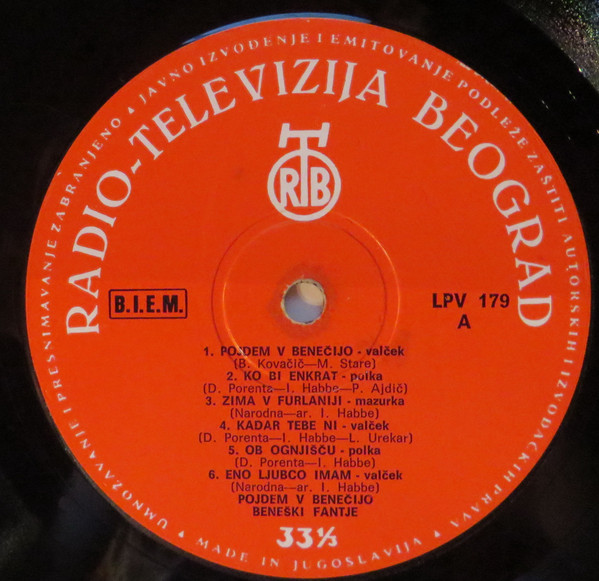 UMNOŽAVANJE I PRESNIMAVANJE ZABRANJENO ▲ JAVNO IZVOĐENJE I EMITOVANJE PODLEŽE ZAŠTITI AUTORSKIH I IZVOĐAČKIH PRAVA ▲
RADIO-TELEVIZIJA BEOGRAD
RTB
B.I.E.M.
LPV 179
A
1. POJDEM V BENEČIJO - valček
(B. Kovačič—M. Stare)
2. KO BI ENKRAT - polka
(D. Porenta—I. Habbe—P. Ajdič)
3. ZIMA V FURLANIJI - mazurka
(Narodna—ar. I. Habbe)
4. KADAR TEBE NI - valček
(D. Porenta—I. Habbe—L. Urekar)
5. OB OGNJIŠČU - polka
(D. Porenta—I. Habbe)
6. ENO LJUBCO IMAM - valček
(Narodna—ar. I. Habbe)
POJDEM V BENEČIJO
BENEŠKI FANTJE
33⅓
MADE IN JUGOSLAVIJA